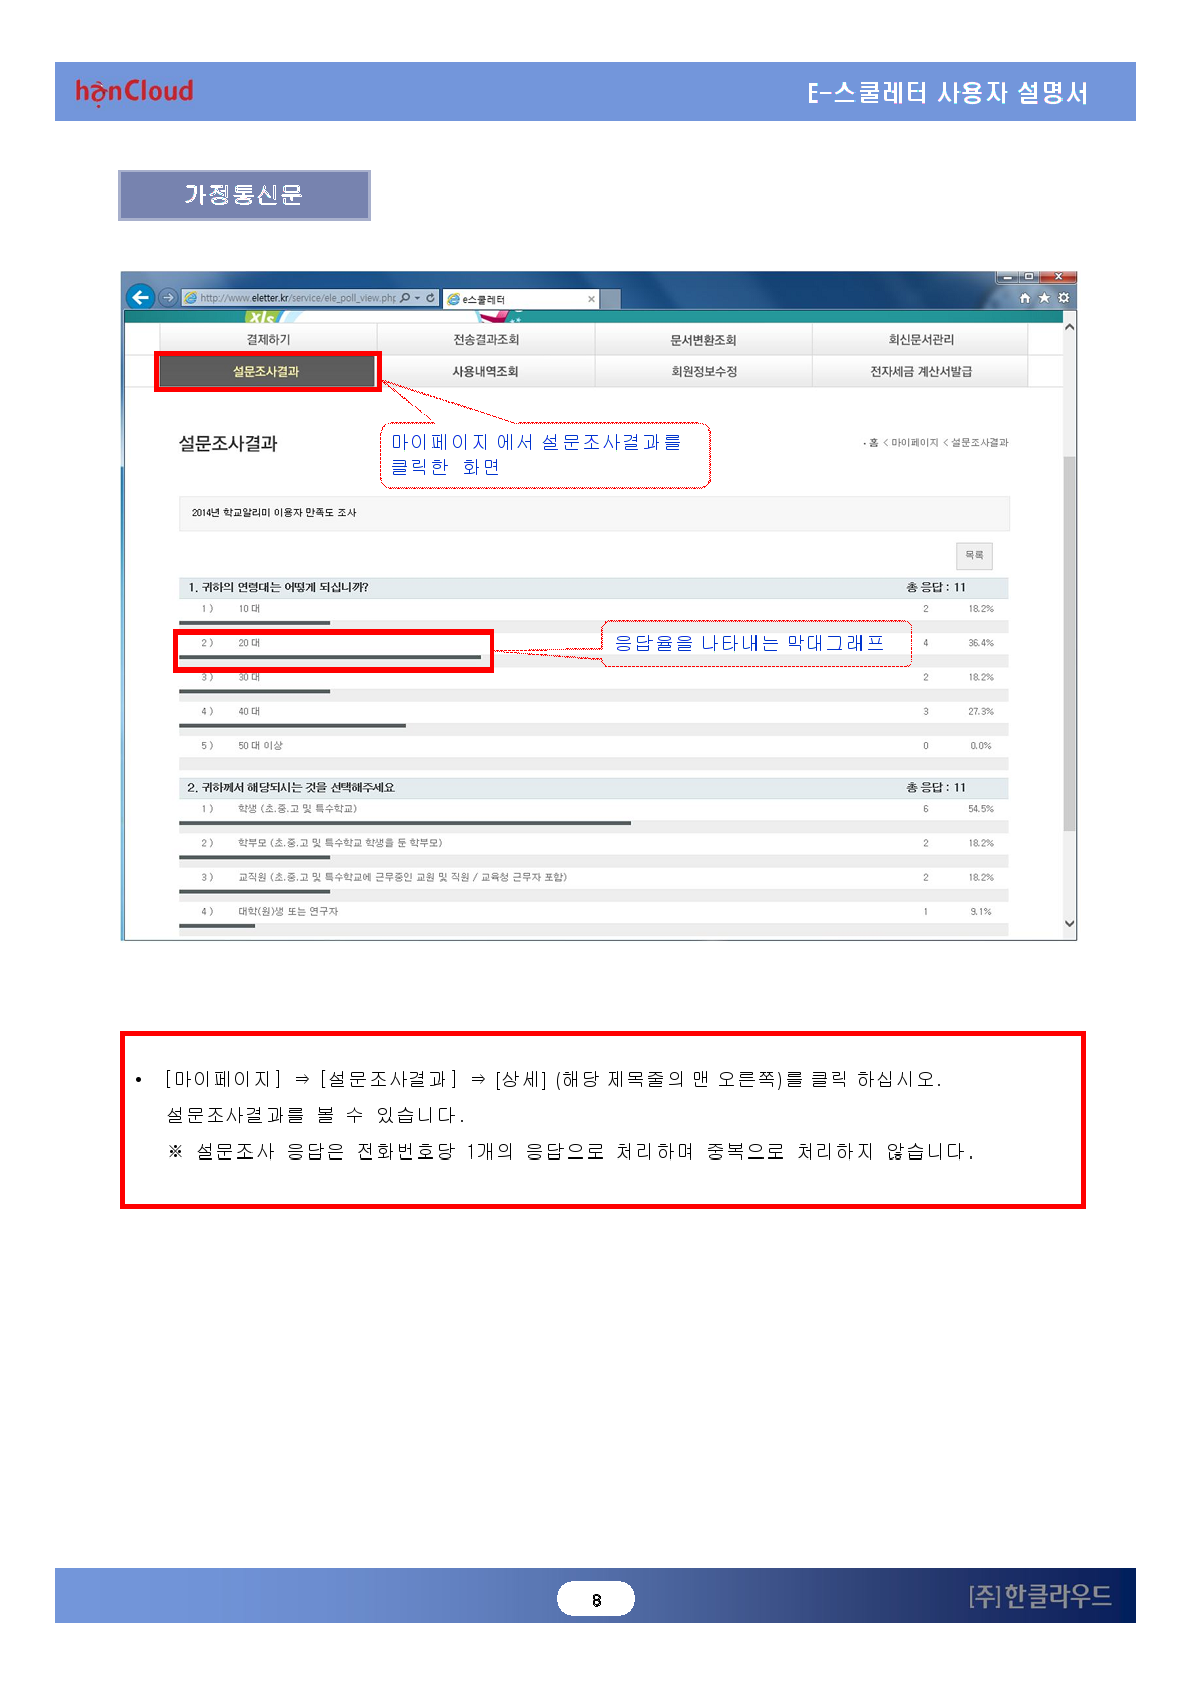 hạnCloud
E-스쿨레터 사용자 설명서
가정통신문
http://www.eletter.kr/service/ele_poll_view.php
e스쿨레터
xls
결제하기 전송결과조회 문서변환조회 회신문서관리
설문조사결과 사용내역조회 회원정보수정 전자세금 계산서발급
마이페이지 에서 설문조사결과를
클릭한 화면
설문조사결과
· 홈 < 마이페이지 < 설문조사결과
2014년 학교알리미 이용자 만족도 조사
목록
1. 귀하의 연령대는 어떻게 되십니까? 총 응답 : 11
1 ) 10 대 2 18.2%
2 ) 20 대 4 36.4%
응답율을 나타내는 막대그래프
3 ) 30 대 2 18.2%
4 ) 40 대 3 27.3%
5 ) 50 대 이상 0 0.0%
2. 귀하께서 해당되시는 것을 선택해주세요 총 응답 : 11
1 ) 학생 (초.중.고 및 특수학교) 6 54.5%
2 ) 학부모 (초.중.고 및 특수학교 학생을 둔 학부모) 2 18.2%
3 ) 교직원 (초.중.고 및 특수학교에 근무중인 교원 및 직원 / 교육청 근무자 포함) 2 18.2%
4 ) 대학(원)생 또는 연구자 1 9.1%
• [마이페이지] ⇒ [설문조사결과] ⇒ [상세] (해당 제목줄의 맨 오른쪽)를 클릭 하십시오.
설문조사결과를 볼 수 있습니다.
※ 설문조사 응답은 전화번호당 1개의 응답으로 처리하며 중복으로 처리하지 않습니다.
8
[주]한클라우드